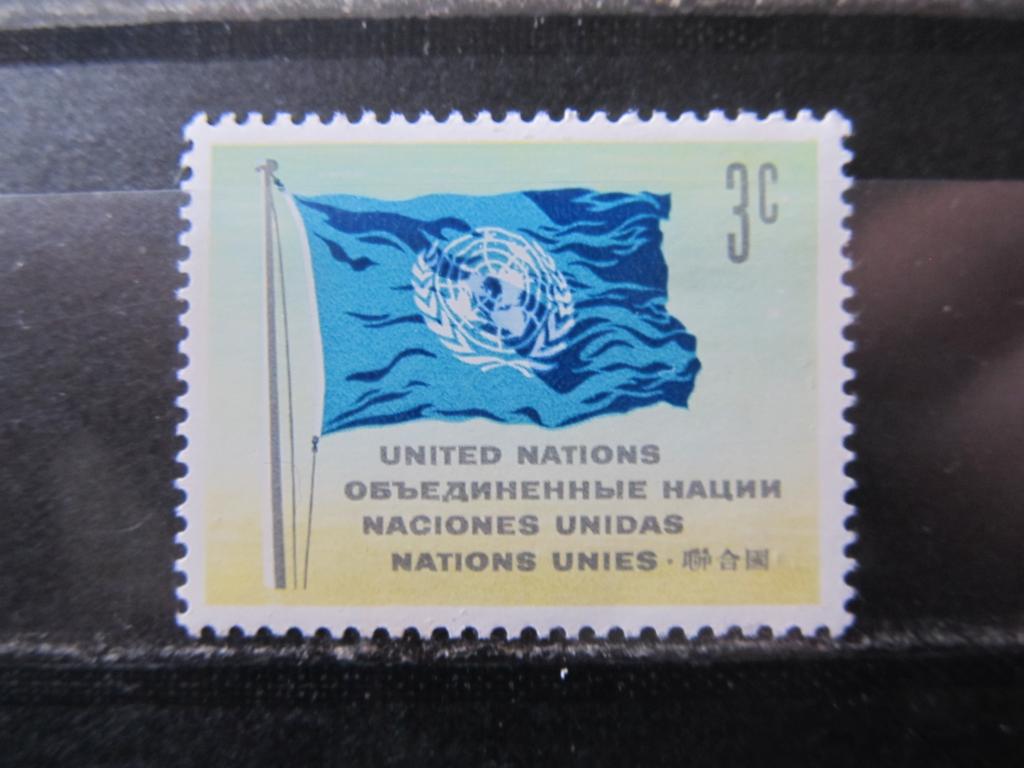 3c
UNITED NATIONS
ОБЪЕДИНЕННЫЕ НАЦИИ
NACIONES UNIDAS
NATIONS UNIES · 聯合國